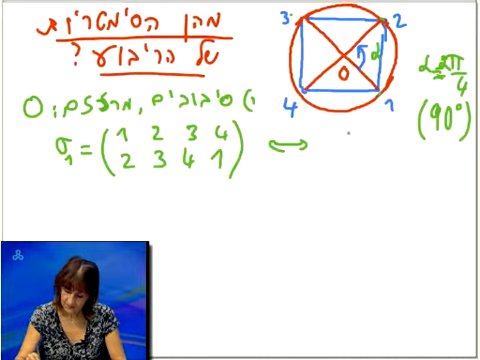 מהן הסימטריות
של הריבוע?
3 2
α
O
4 1
α=2π/4
(90°)
1) סיבובים, מרכזם: O
σ₁ = ( 1 2 3 4
2 3 4 1 ) ⟺